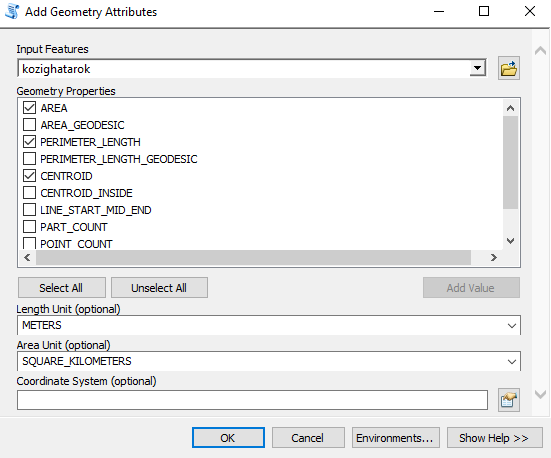 Add Geometry Attributes
Input Features
kozighatarok
Geometry Properties
AREA
AREA_GEODESIC
PERIMETER_LENGTH
PERIMETER_LENGTH_GEODESIC
CENTROID
CENTROID_INSIDE
LINE_START_MID_END
PART_COUNT
POINT_COUNT
Select All Unselect All Add Value
Length Unit (optional)
METERS
Area Unit (optional)
SQUARE_KILOMETERS
Coordinate System (optional)
OK Cancel Environments... Show Help >>